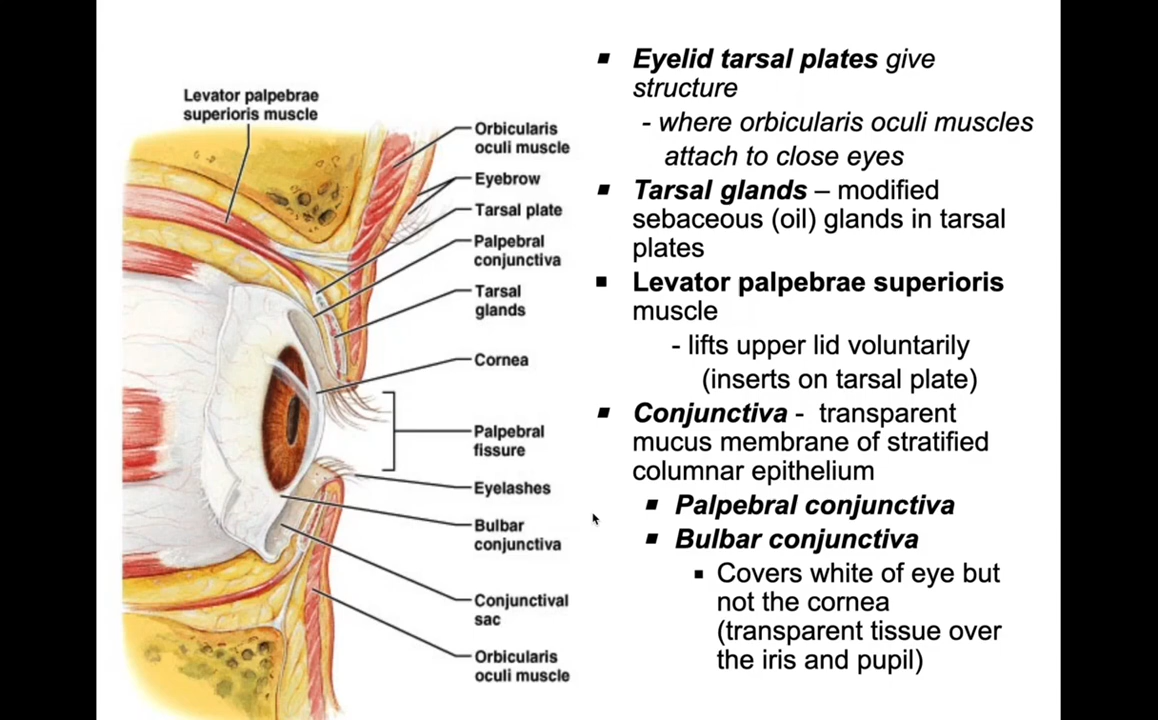 Levator palpebrae
superioris muscle
Orbicularis
oculi muscle
Eyebrow
Tarsal plate
Palpebral
conjunctiva
Tarsal
glands
Cornea
Palpebral
fissure
Eyelashes
Bulbar
conjunctiva
Conjunctival
sac
Orbicularis
oculi muscle
▪ Eyelid tarsal plates give
structure
- where orbicularis oculi muscles
attach to close eyes
▪ Tarsal glands – modified
sebaceous (oil) glands in tarsal
plates
▪ Levator palpebrae superioris
muscle
- lifts upper lid voluntarily
(inserts on tarsal plate)
▪ Conjunctiva - transparent
mucus membrane of stratified
columnar epithelium
▪ Palpebral conjunctiva
▪ Bulbar conjunctiva
▪ Covers white of eye but
not the cornea
(transparent tissue over
the iris and pupil)